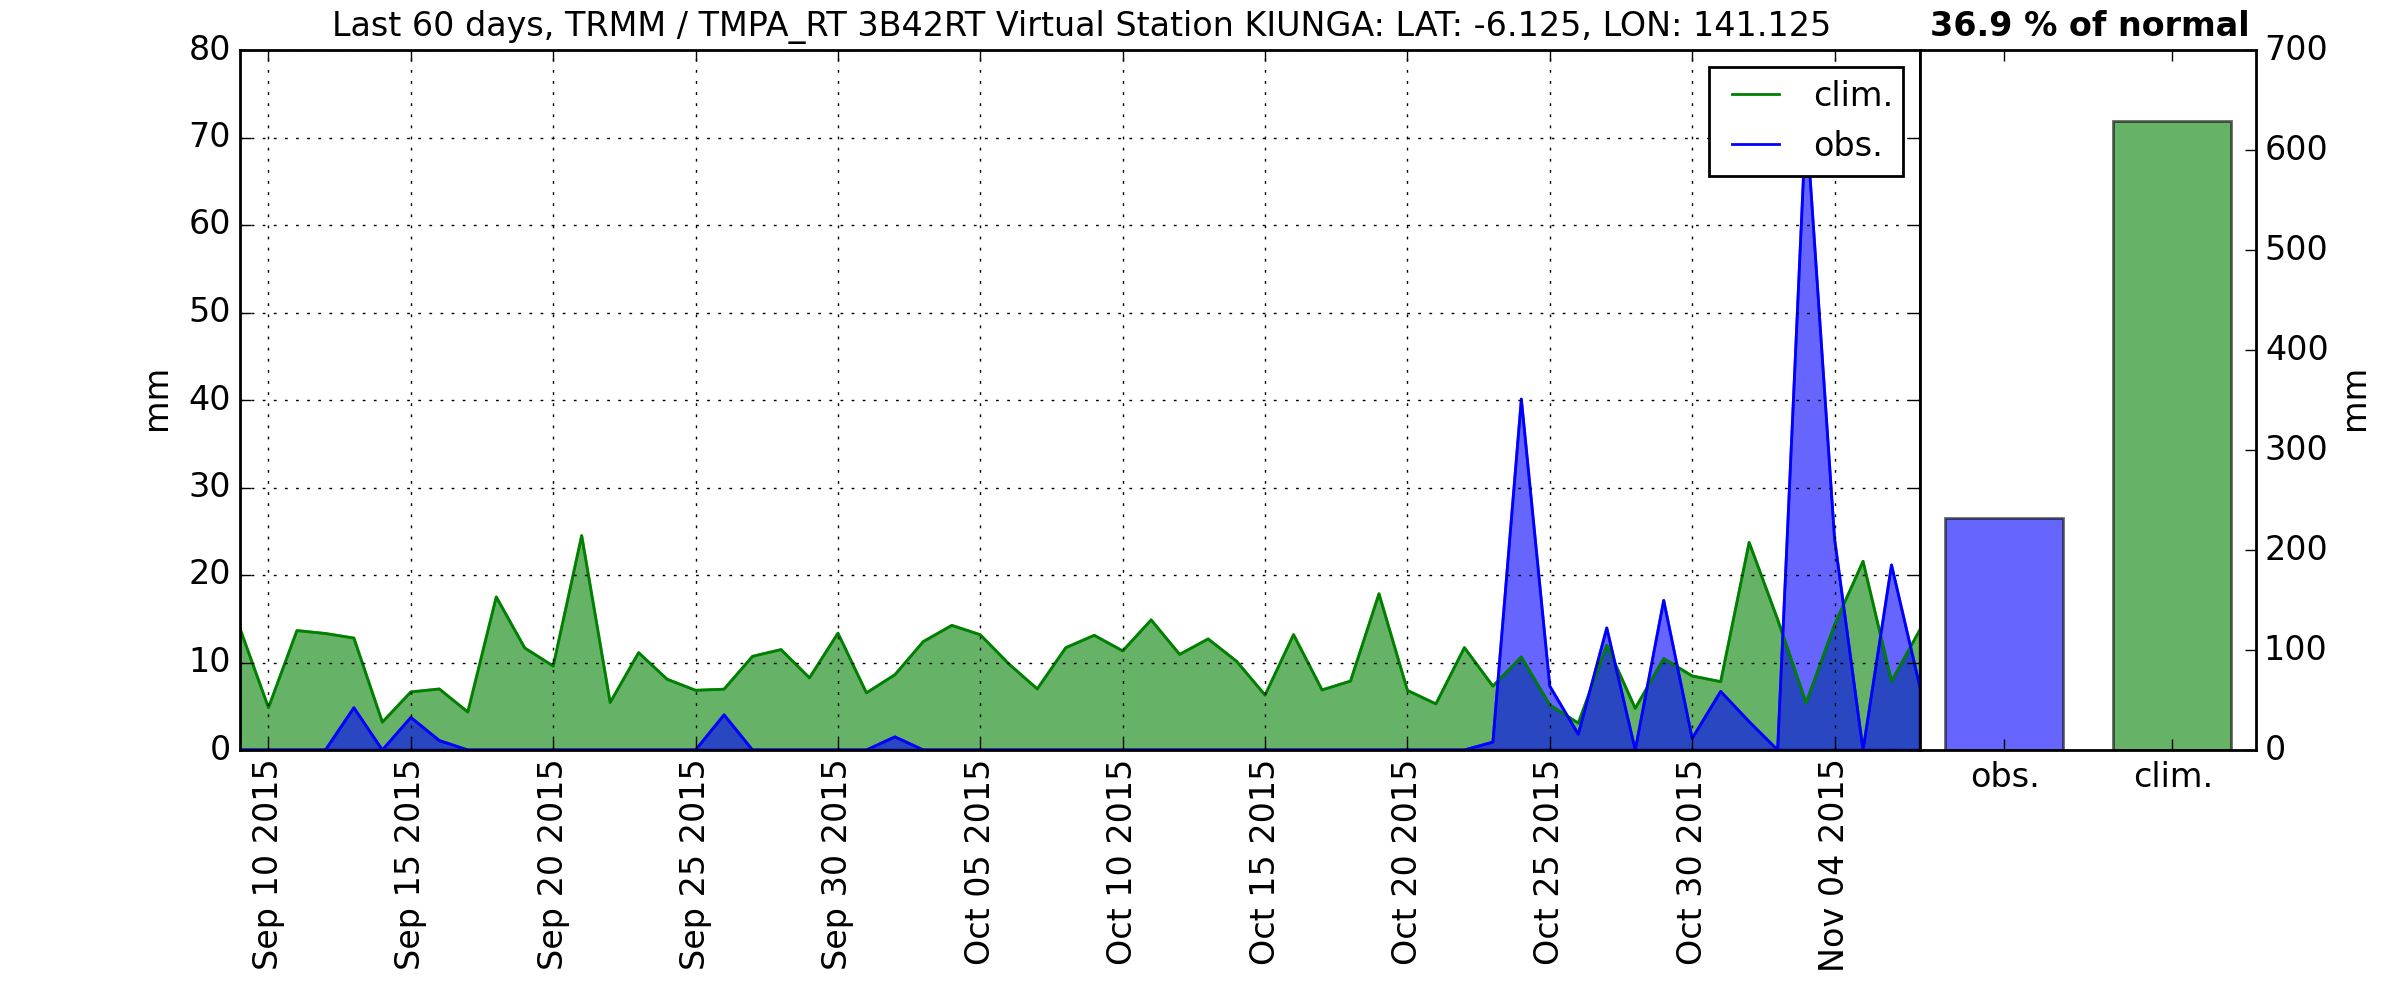 Last 60 days, TRMM / TMPA_RT 3B42RT Virtual Station KIUNGA: LAT: -6.125, LON: 141.125
36.9 % of normal
80
70
60
50
40
30
20
10
0
mm
clim.
obs.
Sep 10 2015
Sep 15 2015
Sep 20 2015
Sep 25 2015
Sep 30 2015
Oct 05 2015
Oct 10 2015
Oct 15 2015
Oct 20 2015
Oct 25 2015
Oct 30 2015
Nov 04 2015
700
600
500
400
300
200
100
0
mm
obs.
clim.